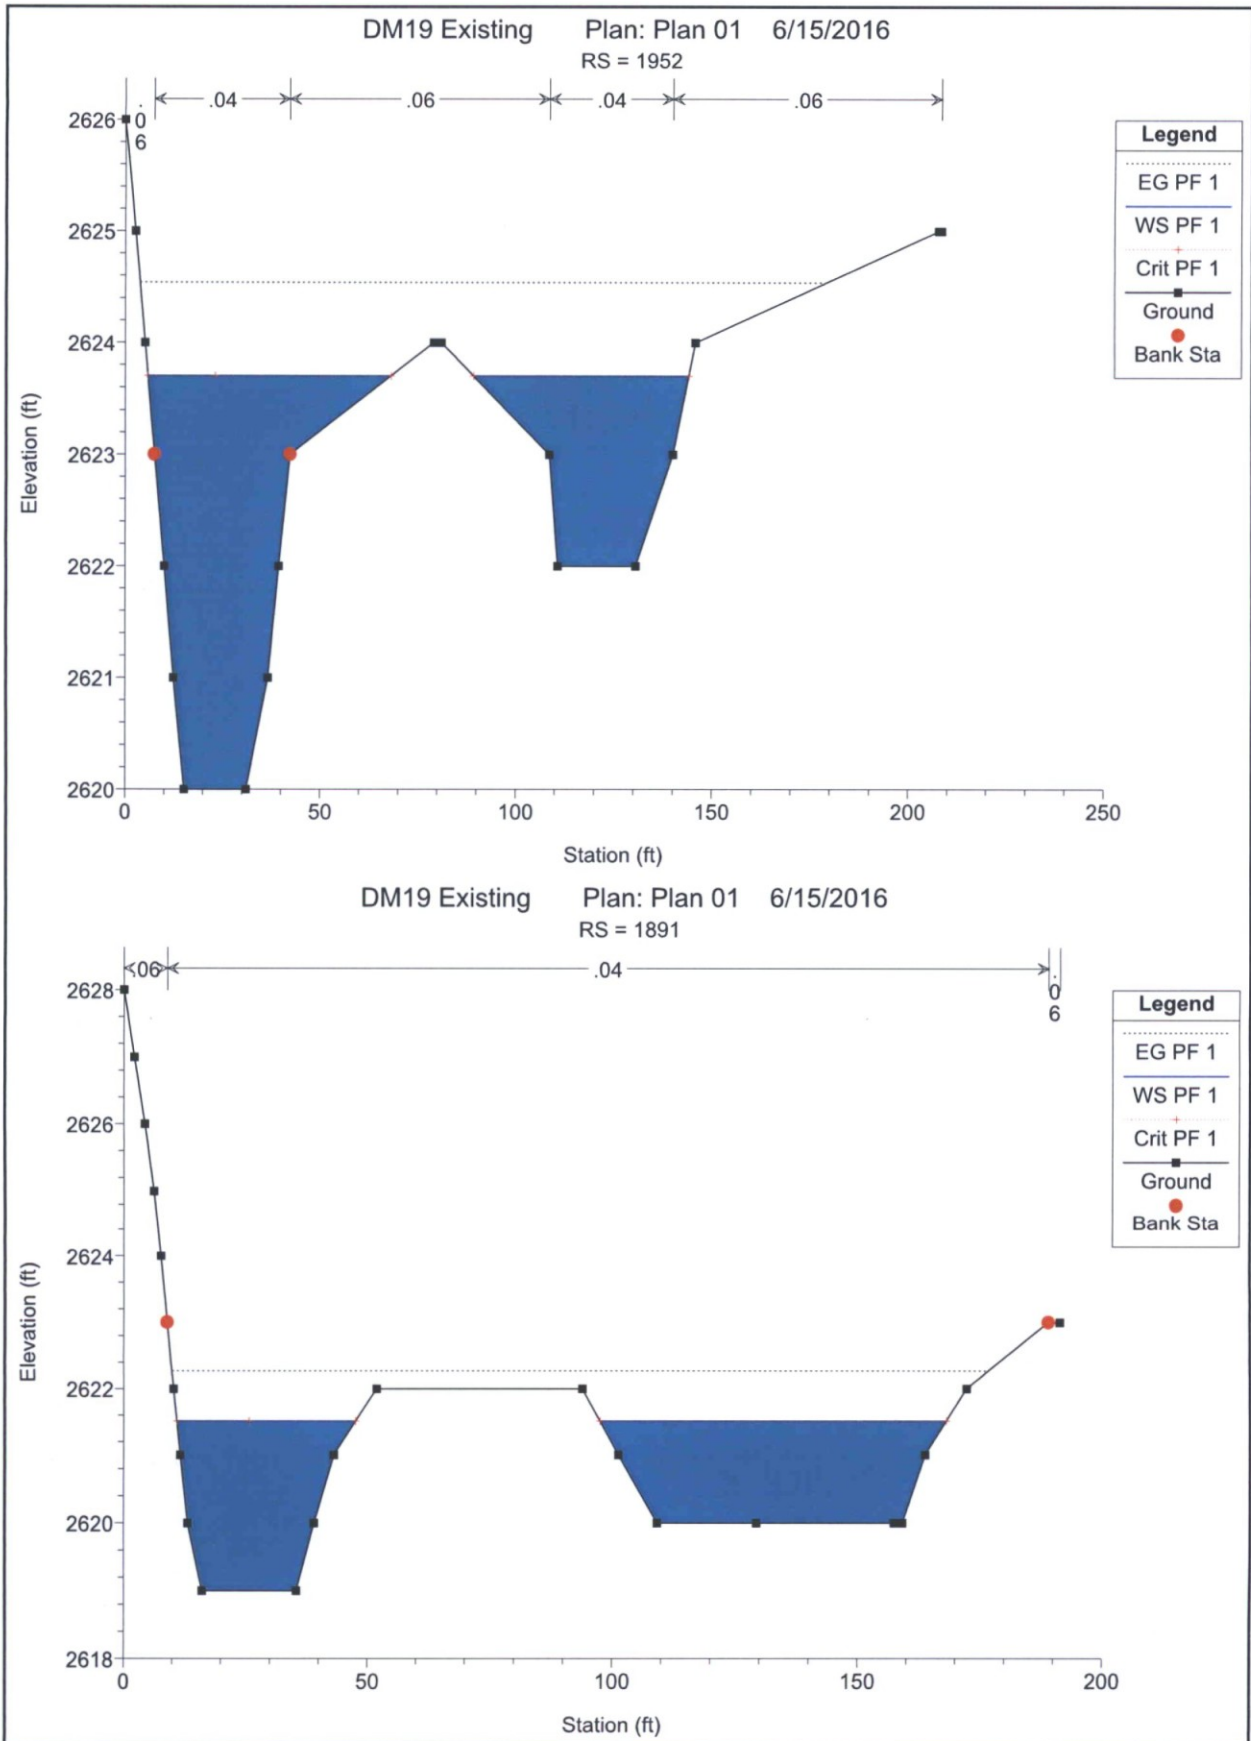 DM19 Existing Plan: Plan 01 6/15/2016
RS = 1952
.06 .04 .06 .04 .06
Legend
EG PF 1
WS PF 1
Crit PF 1
Ground
Bank Sta
2626
2625
2624
2623
2622
2621
2620
Elevation (ft)
0 50 100 150 200 250
Station (ft)
DM19 Existing Plan: Plan 01 6/15/2016
RS = 1891
.06 .04 .06
Legend
EG PF 1
WS PF 1
Crit PF 1
Ground
Bank Sta
2628
2626
2624
2622
2620
2618
Elevation (ft)
0 50 100 150 200
Station (ft)